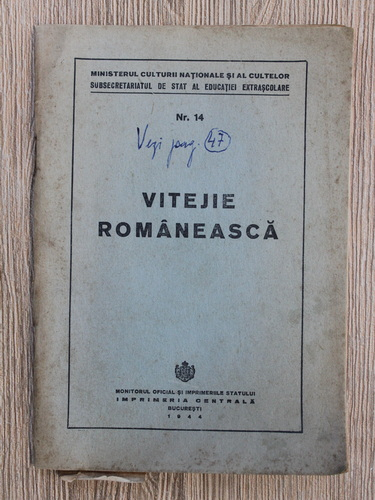 MINISTERUL CULTURII NAȚIONALE ȘI AL CULTELOR
SUBSECRETARIATUL DE STAT AL EDUCAȚIEI EXTRAȘCOLARE
Nr. 14
Vezi pag. 47
VITEJIE
ROMÂNEASCĂ
MONITORUL OFICIAL ȘI IMPRIMERIILE STATULUI
IMPRIMERIA CENTRALĂ
BUCUREȘTI
1944